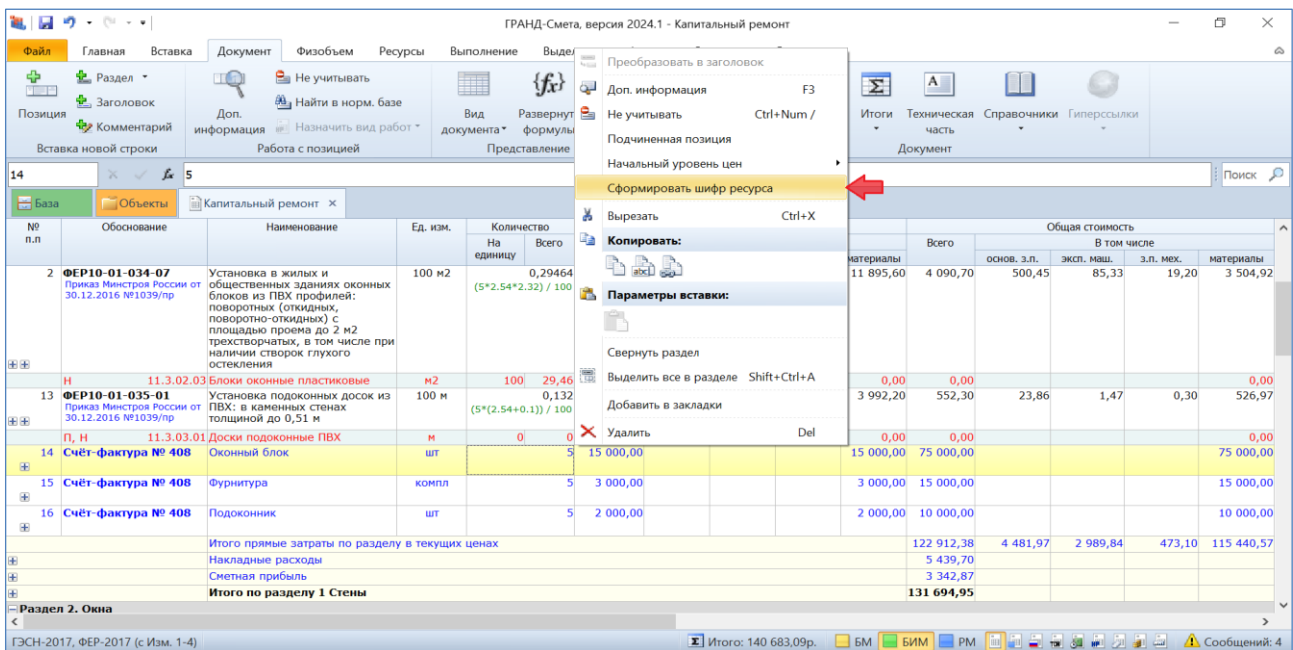 ГРАНД-Смета, версия 2024.1 - Капитальный ремонт
Файл Главная Вставка Документ Физобъем Ресурсы Выполнение
Преобразовать в заголовок
Раздел Не учитывать
Доп. информация F3
Заголовок Найти в норм. базе
Не учитывать Ctrl+Num /
Позиция Доп. Вид Итоги Техническая Справочники Гиперссылки
Комментарий информация Назначить вид работ документа формулы часть
Подчиненная позиция
Вставка новой строки Работа с позицией Представление Документ
Начальный уровень цен
14 fx 5 Поиск
Сформировать шифр ресурса
База Объекты Капитальный ремонт ×
Вырезать Ctrl+X
№ Обоснование Наименование Ед. изм. Количество Общая стоимость
п.п На Всего материалы Всего В том числе
единицу основ. з.п. эксп. маш. з.п. мех. материалы
Копировать:
Параметры вставки:
Свернуть раздел
Выделить все в разделе Shift+Ctrl+A
Добавить в закладки
Удалить Del
2 ФЕР10-01-034-07 Установка в жилых и 100 м2 0,29464 11 895,60 4 090,70 500,45 85,33 19,20 3 504,92
Приказ Минстроя России от общественных зданиях оконных (5*2.54*2.32) / 100
30.12.2016 №1039/пр блоков из ПВХ профилей:
поворотных (откидных,
поворотно-откидных) с
площадью проема до 2 м2
трехстворчатых, в том числе при
наличии створок глухого
остекления
Н 11.3.02.03 Блоки оконные пластиковые м2 100 29,46 0,00 0,00 0,00
13 ФЕР10-01-035-01 Установка подоконных досок из 100 м 0,132 3 992,20 552,30 23,86 1,47 0,30 526,97
Приказ Минстроя России от ПВХ: в каменных стенах (5*(2.54+0.1)) / 100
30.12.2016 №1039/пр толщиной до 0,51 м
П, Н 11.3.03.01 Доски подоконные ПВХ м 0 0 0,00 0,00 0,00
14 Счёт-фактура № 408 Оконный блок шт 5 15 000,00 15 000,00 75 000,00 75 000,00
15 Счёт-фактура № 408 Фурнитура компл 5 3 000,00 3 000,00 15 000,00 15 000,00
16 Счёт-фактура № 408 Подоконник шт 5 2 000,00 2 000,00 10 000,00 10 000,00
Итого прямые затраты по разделу в текущих ценах 122 912,38 4 481,97 2 989,84 473,10 115 440,57
Накладные расходы 5 439,70
Сметная прибыль 3 342,87
Итого по разделу 1 Стены 131 694,95
Раздел 2. Окна
ГЭСН-2017, ФЕР-2017 (с Изм. 1-4) Итого: 140 683,09р. БМ БИМ РМ Сообщений: 4